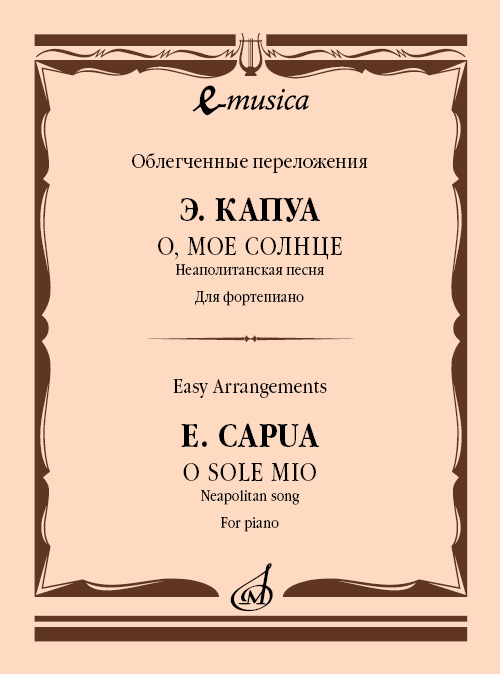 e-musica
Облегченные переложения
Э. КАПУА
О, МОЕ СОЛНЦЕ
Неаполитанская песня
Для фортепиано
Easy Arrangements
E. CAPUA
O SOLE MIO
Neapolitan song
For piano